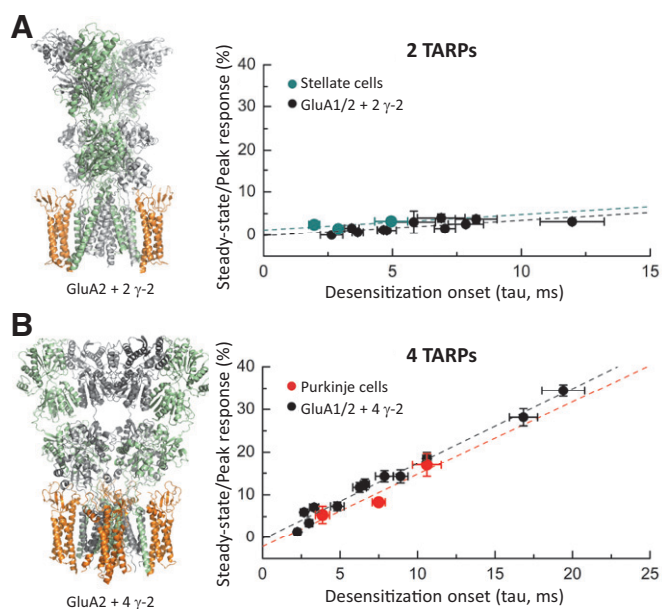 A
2 TARPs
Steady-state/Peak response (%)
40
30
20
10
0
Stellate cells
GluA1/2 + 2 γ-2
0 5 10 15
Desensitization onset (tau, ms)
GluA2 + 2 γ-2
B
4 TARPs
Steady-state/Peak response (%)
40
30
20
10
0
Purkinje cells
GluA1/2 + 4 γ-2
0 5 10 15 20 25
Desensitization onset (tau, ms)
GluA2 + 4 γ-2